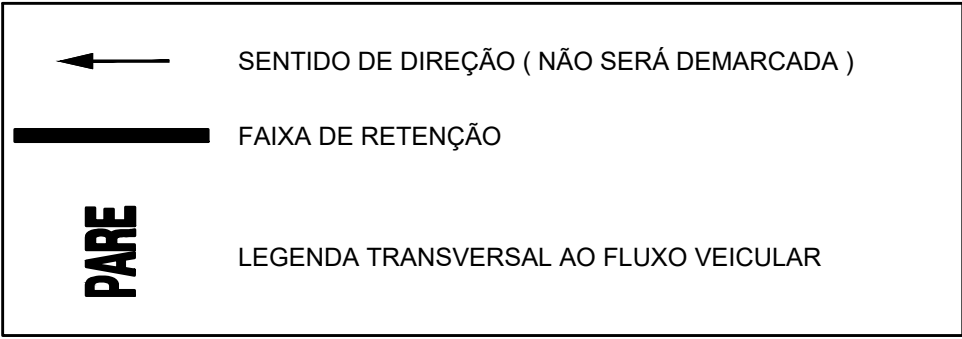 SENTIDO DE DIREÇÃO ( NÃO SERÁ DEMARCADA )
FAIXA DE RETENÇÃO
PARE
LEGENDA TRANSVERSAL AO FLUXO VEICULAR